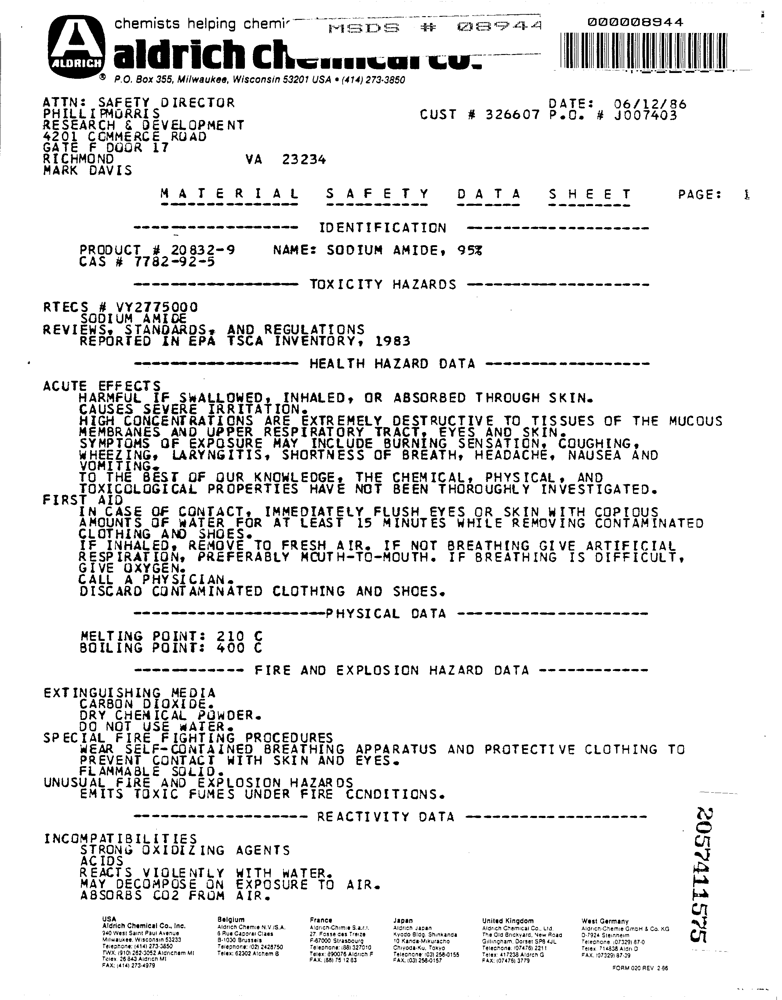 chemists helping chemis
MSDS # 08944
000008944
ALDRICH
aldrich chemical co.
P.O. Box 355, Milwaukee, Wisconsin 53201 USA • (414) 273-3850
ATTN: SAFETY DIRECTOR
DATE: 06/12/86
PHILLIPMORRIS
CUST # 326607 P.O. # J007403
RESEARCH & DEVELOPMENT
4201 COMMERCE ROAD
GATE F DOOR 17
RICHMOND VA 23234
MARK DAVIS
MATERIAL SAFETY DATA SHEET PAGE: 1
IDENTIFICATION
PRODUCT # 20832-9 NAME: SODIUM AMIDE, 95%
CAS # 7782-92-5
TOXICITY HAZARDS
RTECS # VY2775000
SODIUM AMIDE
REVIEWS, STANDARDS, AND REGULATIONS
REPORTED IN EPA TSCA INVENTORY, 1983
HEALTH HAZARD DATA
ACUTE EFFECTS
HARMFUL IF SWALLOWED, INHALED, OR ABSORBED THROUGH SKIN.
CAUSES SEVERE IRRITATION.
HIGH CONCENTRATIONS ARE EXTREMELY DESTRUCTIVE TO TISSUES OF THE MUCOUS
MEMBRANES AND UPPER RESPIRATORY TRACT, EYES AND SKIN.
SYMPTOMS OF EXPOSURE MAY INCLUDE BURNING SENSATION, COUGHING,
WHEEZING, LARYNGITIS, SHORTNESS OF BREATH, HEADACHE, NAUSEA AND
VOMITING.
TO THE BEST OF OUR KNOWLEDGE, THE CHEMICAL, PHYSICAL, AND
TOXICOLOGICAL PROPERTIES HAVE NOT BEEN THOROUGHLY INVESTIGATED.
FIRST AID
IN CASE OF CONTACT, IMMEDIATELY FLUSH EYES OR SKIN WITH COPIOUS
AMOUNTS OF WATER FOR AT LEAST 15 MINUTES WHILE REMOVING CONTAMINATED
CLOTHING AND SHOES.
IF INHALED, REMOVE TO FRESH AIR. IF NOT BREATHING GIVE ARTIFICIAL
RESPIRATION, PREFERABLY MOUTH-TO-MOUTH. IF BREATHING IS DIFFICULT,
GIVE OXYGEN.
CALL A PHYSICIAN.
DISCARD CONTAMINATED CLOTHING AND SHOES.
PHYSICAL DATA
MELTING POINT: 210 C
BOILING POINT: 400 C
FIRE AND EXPLOSION HAZARD DATA
EXTINGUISHING MEDIA
CARBON DIOXIDE.
DRY CHEMICAL POWDER.
DO NOT USE WATER.
SPECIAL FIRE FIGHTING PROCEDURES
WEAR SELF-CONTAINED BREATHING APPARATUS AND PROTECTIVE CLOTHING TO
PREVENT CONTACT WITH SKIN AND EYES.
FLAMMABLE SOLID.
UNUSUAL FIRE AND EXPLOSION HAZARDS
EMITS TOXIC FUMES UNDER FIRE CONDITIONS.
REACTIVITY DATA
INCOMPATIBILITIES
STRONG OXIDIZING AGENTS
ACIDS
REACTS VIOLENTLY WITH WATER.
MAY DECOMPOSE ON EXPOSURE TO AIR.
ABSORBS CO2 FROM AIR.
2057411575
USA
Aldrich Chemical Co., Inc.
940 West Saint Paul Avenue
Milwaukee, Wisconsin 53233
Telephone: (414) 273-3850
TWX: (910) 262-3052 Aldrichem MI
Telex: 26 843 Aldrich MI
FAX: (414) 273-4979
Belgium
Aldrich Chemie N.V./S.A.
B-1030 Brussels
Telephone: (02) 2428750
Telex: 62302 Alchem B
France
Aldrich-Chimie S.a.r.l.
27 Fosse des Treize
F-67000 Strasbourg
Telephone: (88) 327010
Telex: 890076 Aldrich F
FAX: (88) 75 12 83
Japan
Aldrich Japan
Kyodo Bldg. Shinkanda
10 Kanda-Mikuracho
Chiyoda-Ku, Tokyo
Telephone: (03) 258-0155
FAX: (03) 258-0157
United Kingdom
Aldrich Chemical Co., Ltd.
The Old Brickyard, New Road
Gillingham, Dorset SP8 4JL
Telephone: (07476) 2211
Telex: 417238 Aldrch G
FAX: (07476) 3779
West Germany
Aldrich-Chemie GmbH & Co. KG
D-7924 Steinheim
Telephone: (07329) 87-0
Telex: 714838 Aldri D
FAX: (07329) 87-39
FORM 020 REV. 2-86